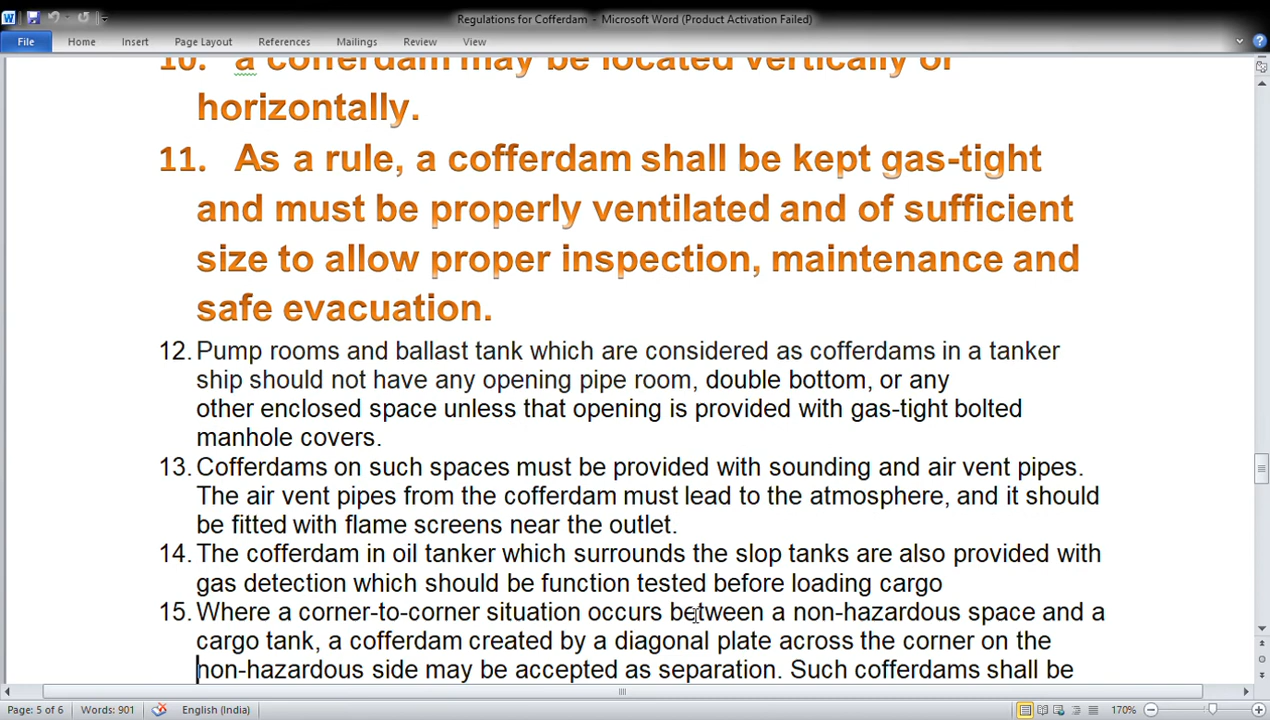 Regulations for Cofferdam - Microsoft Word (Product Activation Failed)
File Home Insert Page Layout References Mailings Review View
10. a cofferdam may be located vertically or
horizontally.
11. As a rule, a cofferdam shall be kept gas-tight
and must be properly ventilated and of sufficient
size to allow proper inspection, maintenance and
safe evacuation.
12. Pump rooms and ballast tank which are considered as cofferdams in a tanker
ship should not have any opening pipe room, double bottom, or any
other enclosed space unless that opening is provided with gas-tight bolted
manhole covers.
13. Cofferdams on such spaces must be provided with sounding and air vent pipes.
The air vent pipes from the cofferdam must lead to the atmosphere, and it should
be fitted with flame screens near the outlet.
14. The cofferdam in oil tanker which surrounds the slop tanks are also provided with
gas detection which should be function tested before loading cargo
15. Where a corner-to-corner situation occurs between a non-hazardous space and a
cargo tank, a cofferdam created by a diagonal plate across the corner on the
non-hazardous side may be accepted as separation. Such cofferdams shall be
Page: 5 of 6 Words: 901 English (India) 170%